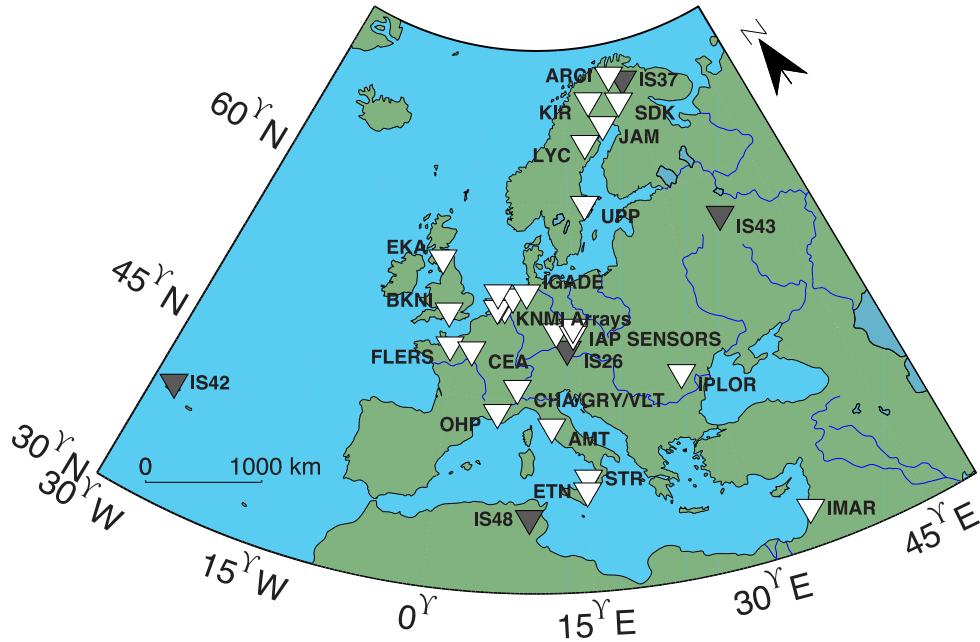 N
ARCI
IS37
KIR
SDK
JAM
LYC
60ϒN
UPP
IS43
EKA
IGADE
45ϒN
BKNI
KNMI Arrays
IAP SENSORS
FLERS
CEA
IS26
IS42
IPLOR
CHA/GRY/VLT
OHP
AMT
30ϒN
0 1000 km
30ϒW
STR
ETN
IMAR
IS48
45ϒE
15ϒW
30ϒE
0ϒ
15ϒE